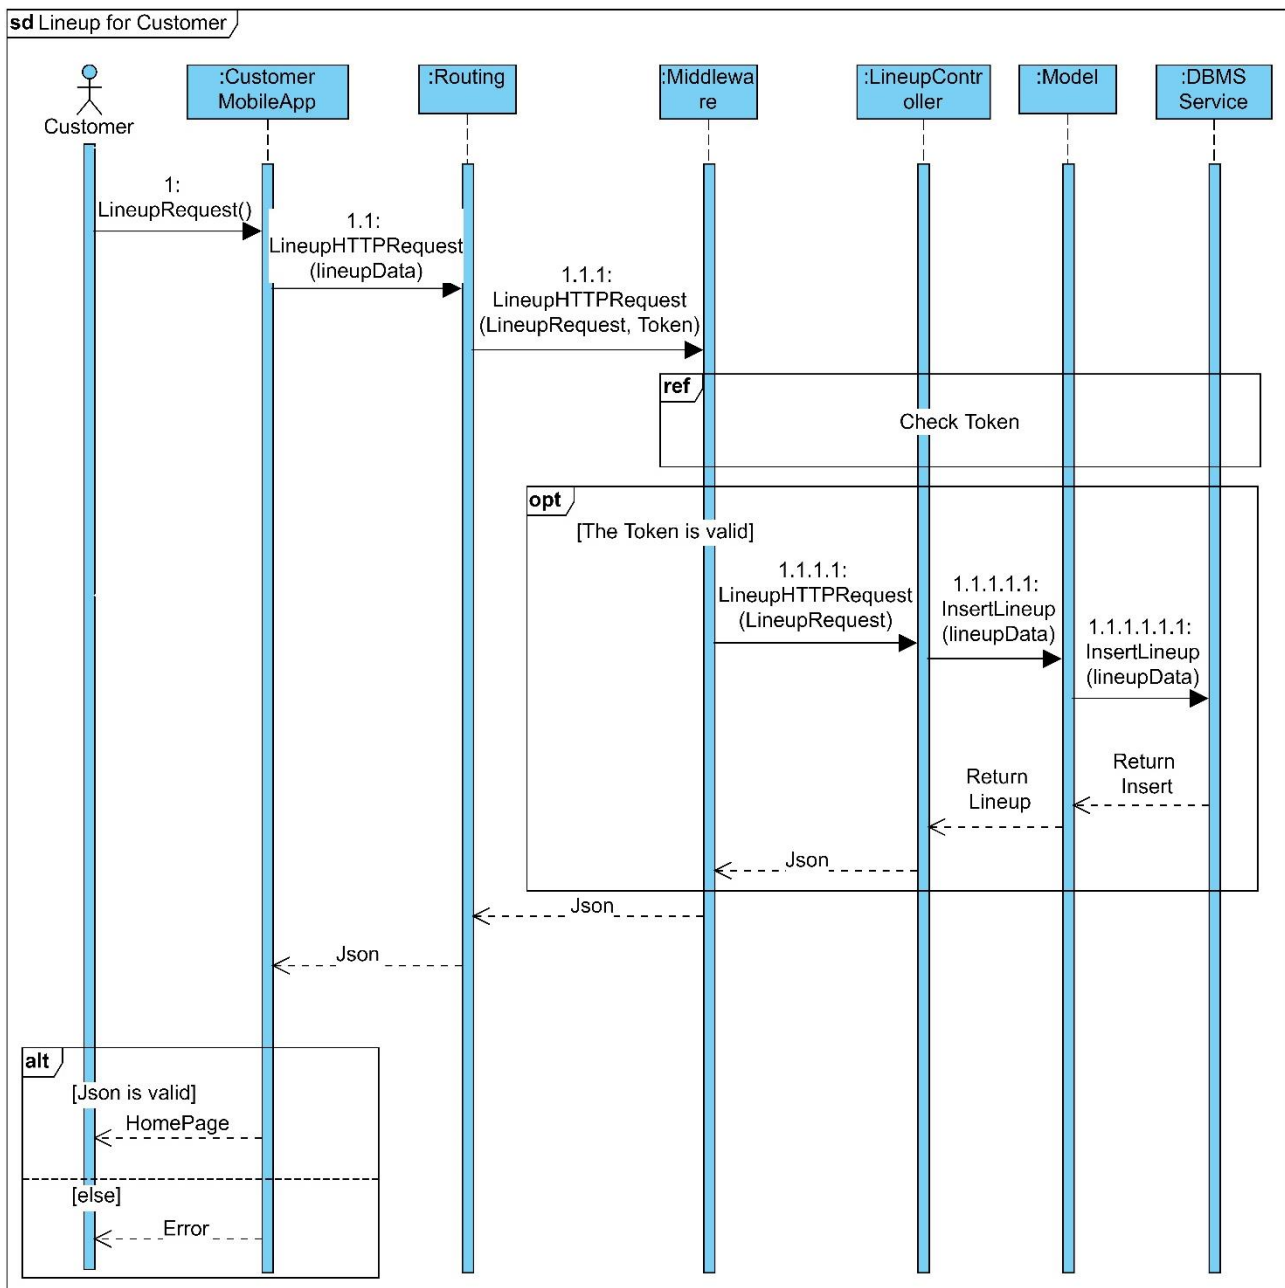 sd Lineup for Customer
Customer
:Customer
MobileApp
:Routing
:Middlewa
re
:LineupContr
oller
:Model
:DBMS
Service
1:
LineupRequest()
1.1:
LineupHTTPRequest
(lineupData)
1.1.1:
LineupHTTPRequest
(LineupRequest, Token)
ref
Check Token
opt
[The Token is valid]
1.1.1.1:
LineupHTTPRequest
(LineupRequest)
1.1.1.1.1:
InsertLineup
(lineupData)
1.1.1.1.1.1:
InsertLineup
(lineupData)
Return
Insert
Return
Lineup
Json
Json
Json
alt
[Json is valid]
HomePage
[else]
Error